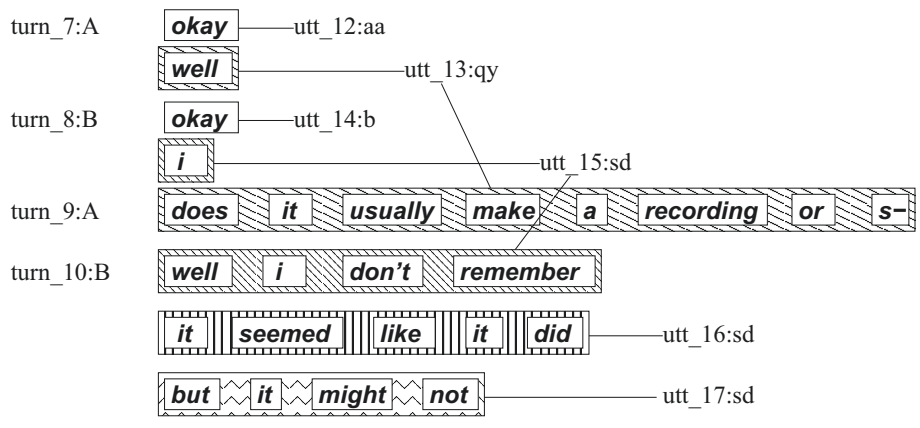 turn_7:A okay utt_12:aa
well utt_13:qy
turn_8:B okay utt_14:b
i utt_15:sd
turn_9:A does it usually make a recording or s−
turn_10:B well i don't remember
it seemed like it did utt_16:sd
but it might not utt_17:sd